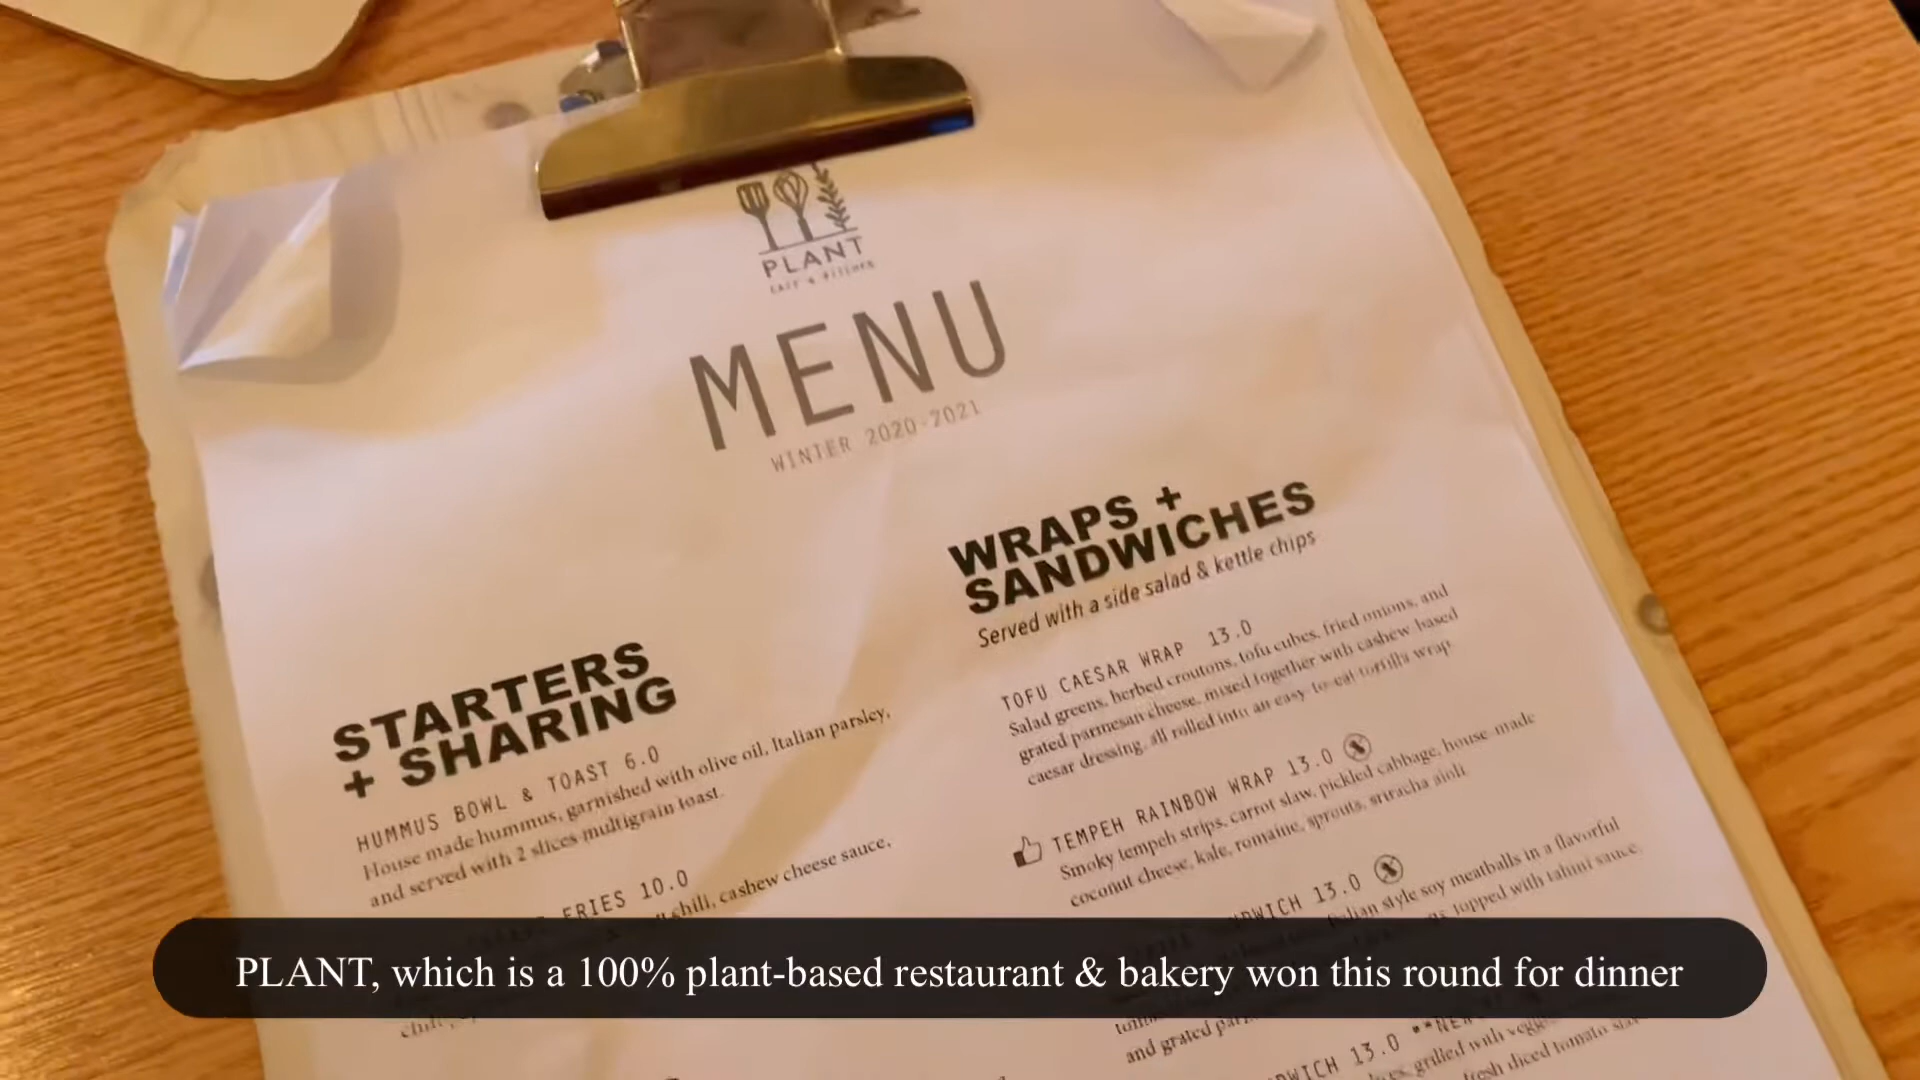 PLANT
MENU
WINTER 2020-2021
STARTERS
+ SHARING
HUMMUS BOWL & TOAST 6.0
House made hummus, garnished with olive oil, Italian parsley,
and served with 2 slices multigrain toast.
FRIES 10.0
chili, cashew cheese sauce,
WRAPS +
SANDWICHES
Served with a side salad & kettle chips
TOFU CAESAR WRAP 13.0
Salad greens, herbed croutons, tofu cubes, fried onions, and
grated parmesan cheese, mixed together with cashew based
caesar dressing, all rolled into an easy-to-eat tortilla wrap
TEMPEH RAINBOW WRAP 13.0
Smoky tempeh strips, carrot slaw, pickled cabbage, house-made
coconut cheese, kale, romaine, sprouts, sriracha aioli
13.0
style soy meatballs in a flavorful
topped with tahini sauce,
and grated
13.0 **NEW
grilled with
fresh diced tomato
PLANT, which is a 100% plant-based restaurant & bakery won this round for dinner